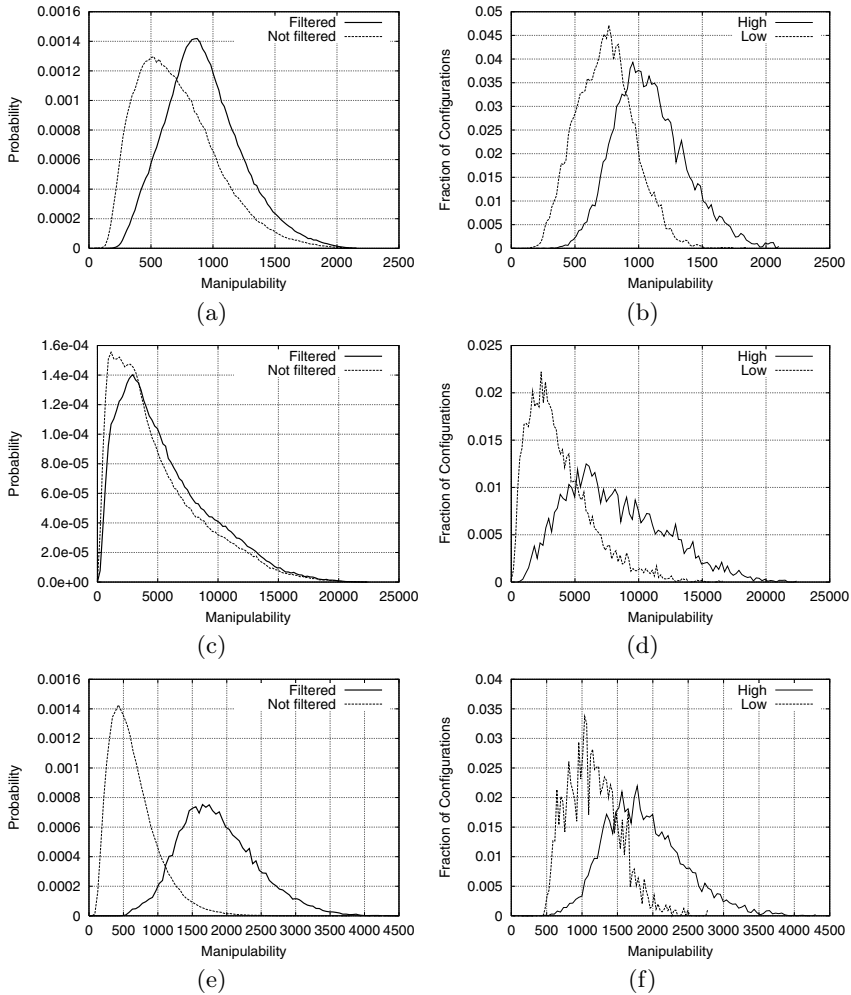 0.0016
0.0014
0.0012
0.001
0.0008
0.0006
0.0004
0.0002
0
0 500 1000 1500 2000 2500
Probability
Manipulability
Filtered
Not filtered
(a)
0.05
0.045
0.04
0.035
0.03
0.025
0.02
0.015
0.01
0.005
0
0 500 1000 1500 2000 2500
Fraction of Configurations
Manipulability
High
Low
(b)
1.6e-04
1.4e-04
1.2e-04
1.0e-04
8.0e-05
6.0e-05
4.0e-05
2.0e-05
0.0e+00
0 5000 10000 15000 20000 25000
Probability
Manipulability
Filtered
Not filtered
(c)
0.025
0.02
0.015
0.01
0.005
0
0 5000 10000 15000 20000 25000
Fraction of Configurations
Manipulability
High
Low
(d)
0.0016
0.0014
0.0012
0.001
0.0008
0.0006
0.0004
0.0002
0
0 500 1000 1500 2000 2500 3000 3500 4000 4500
Probability
Manipulability
Filtered
Not filtered
(e)
0.04
0.035
0.03
0.025
0.02
0.015
0.01
0.005
0
0 500 1000 1500 2000 2500 3000 3500 4000 4500
Fraction of Configurations
Manipulability
High
Low
(f)